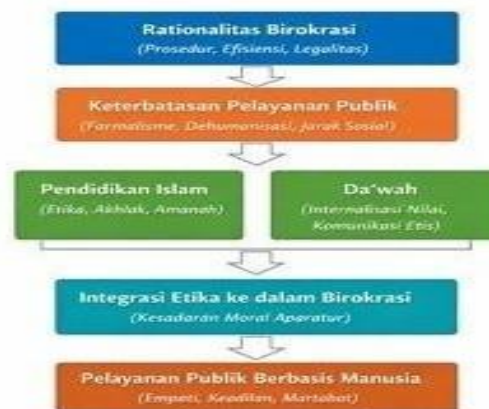 Rationalitas Birokrasi
(Prosedur, Efisiensi, Legalitas)
Keterbatasan Pelayanan Publik
(Formalisme, Dehumanisasi, Jarak Sosial)
Pendidikan Islam
(Etika, Akhlak, Amanah)
Da'wah
(Internalisasi Nilai,
Komunikasi Etis)
Integrasi Etika ke dalam Birokrasi
(Kesadaran Moral Aparatur)
Pelayanan Publik Berbasis Manusia
(Empati, Keadilan, Martabat)